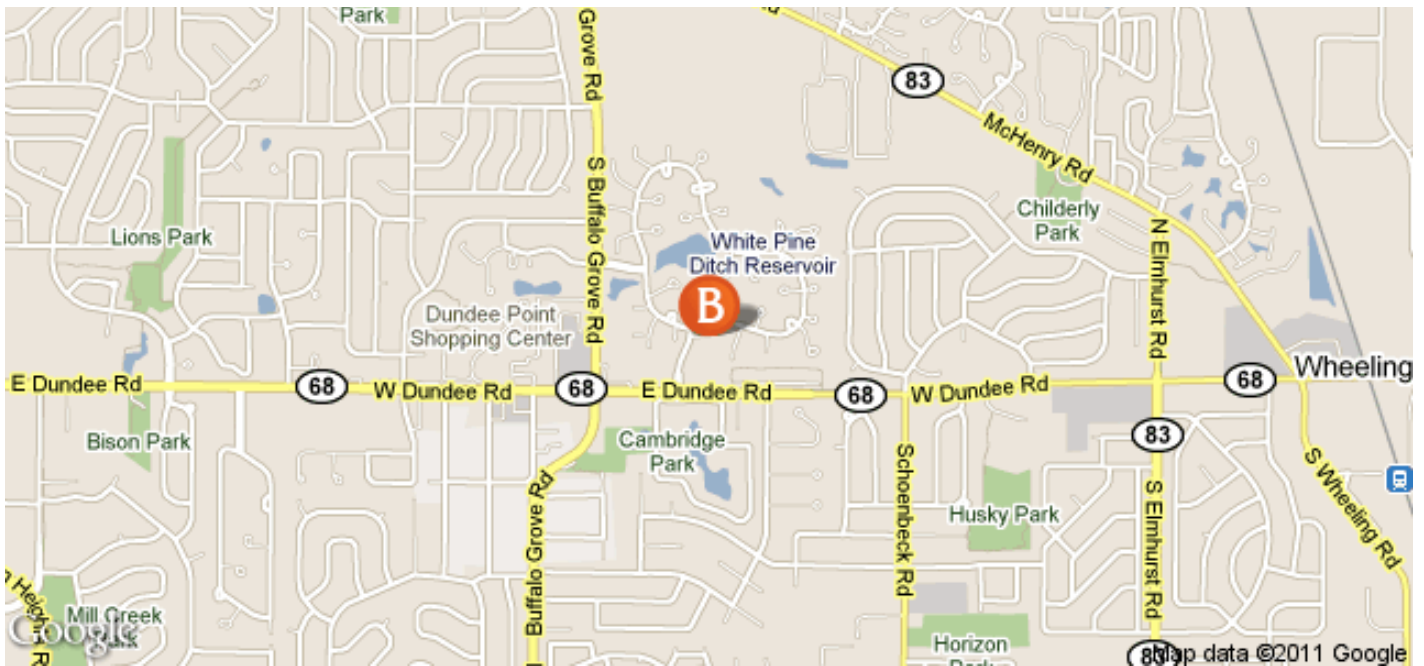 Park
Grove Rd
83
McHenry Rd
S Buffalo Grove Rd
Childerly
Park
N Elmhurst Rd
Lions Park
White Pine
Ditch Reservoir
B
Dundee Point
Shopping Center
E Dundee Rd
68
W Dundee Rd
68
E Dundee Rd
68
W Dundee Rd
68
Wheeling
Bison Park
Cambridge
Park
83
Schoenbeck Rd
S Wheeling Rd
Buffalo Grove Rd
Husky Park
S Elmhurst Rd
Mill Creek
Park
Google
Horizon
83
Map data ©2011 Google